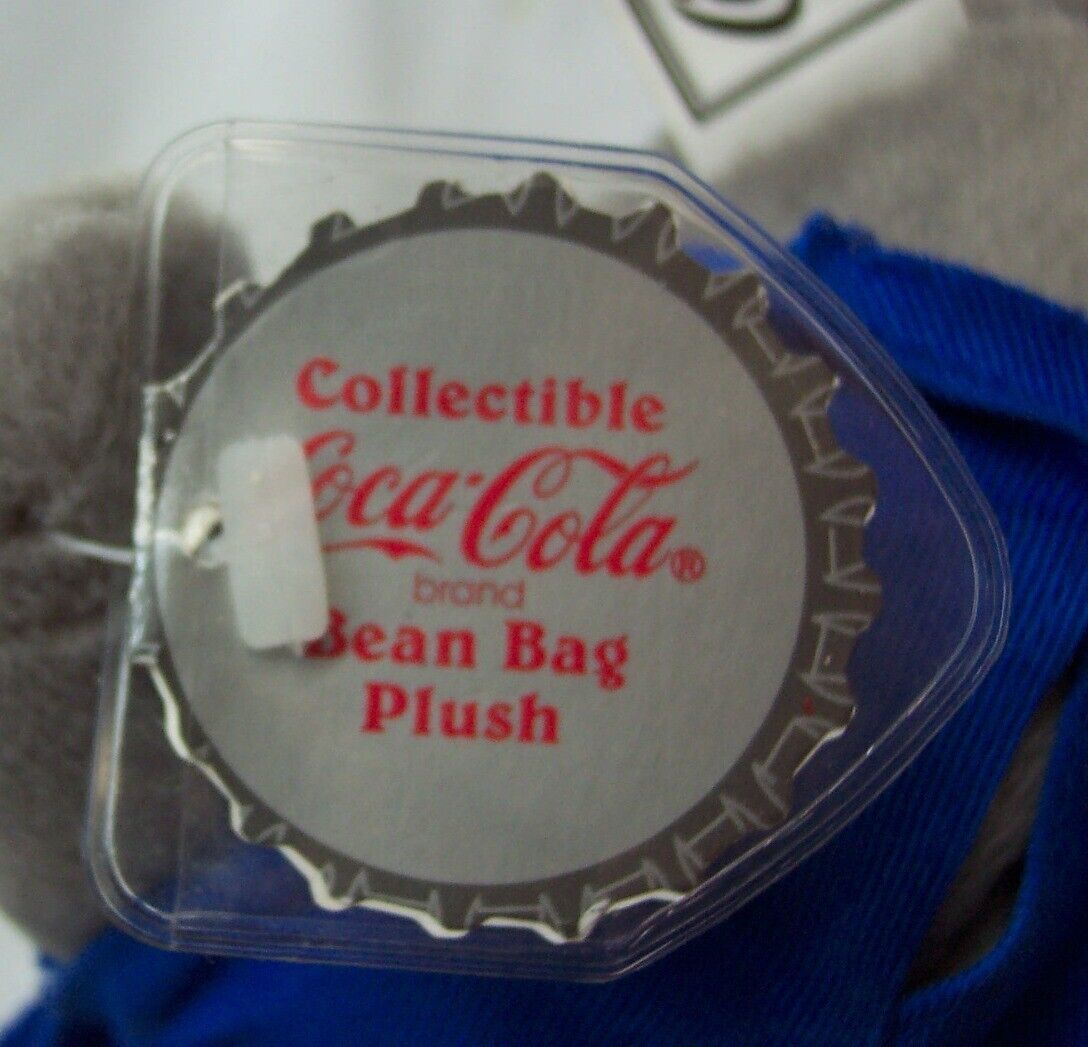 Collectible
Coca-Cola®
brand
Bean Bag
Plush